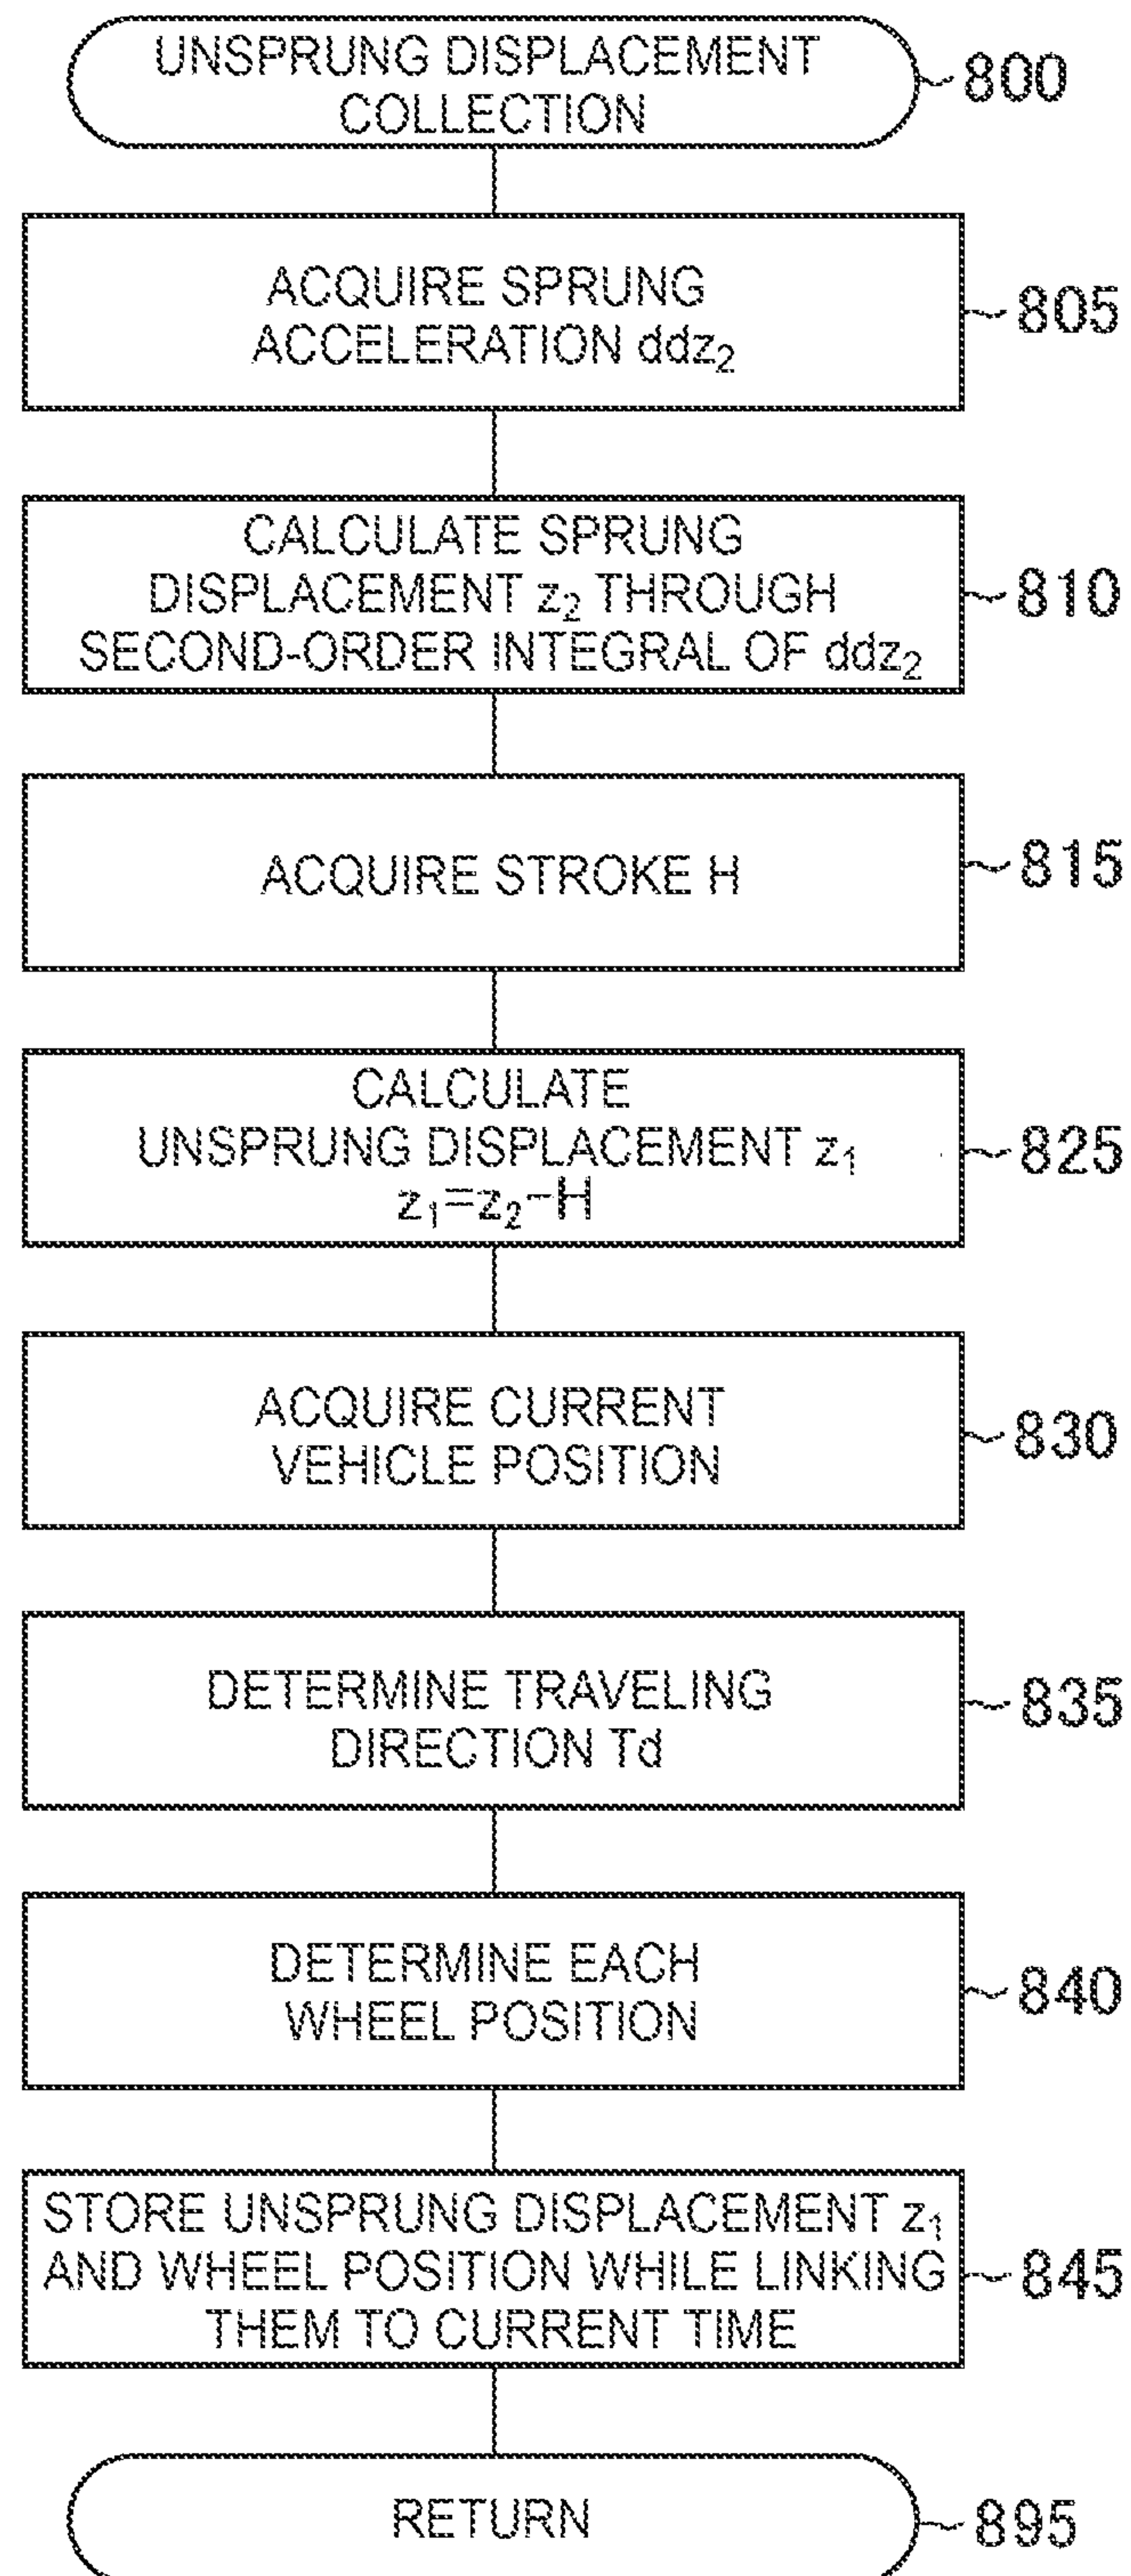 UNSPRUNG DISPLACEMENT
COLLECTION
800
ACQUIRE SPRUNG
ACCELERATION ddz₂
805
CALCULATE SPRUNG
DISPLACEMENT z₂ THROUGH
SECOND-ORDER INTEGRAL OF ddz₂
810
ACQUIRE STROKE H
815
CALCULATE
UNSPRUNG DISPLACEMENT z₁
z₁=z₂−H
825
ACQUIRE CURRENT
VEHICLE POSITION
830
DETERMINE TRAVELING
DIRECTION Td
835
DETERMINE EACH
WHEEL POSITION
840
STORE UNSPRUNG DISPLACEMENT z₁
AND WHEEL POSITION WHILE LINKING
THEM TO CURRENT TIME
845
RETURN
895